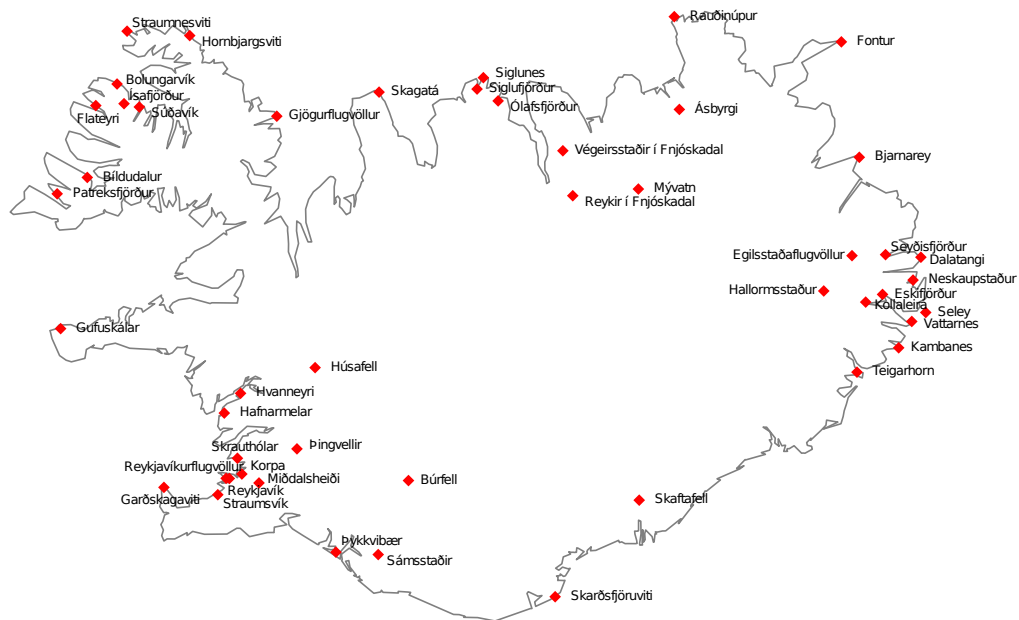 Straumnesviti
Hornbjargsviti
Rauðinúpur
Fontur
Bolungarvík
Ísafjörður
Súðavík
Flateyri
Gjögurflugvöllur
Skagatá
Siglunes
Siglufjörður
Ólafsfjörður
Ásbyrgi
Végeirsstaðir í Fnjóskadal
Bjarnarey
Bíldudalur
Patreksfjörður
Mývatn
Reykir í Fnjóskadal
Egilsstaðaflugvöllur
Seyðisfjörður
Dalatangi
Neskaupstaður
Hallormsstaður
Eskifjörður
Kollaleira
Seley
Vattarnes
Gufuskálar
Kambanes
Húsafell
Teigarhorn
Hvanneyri
Hafnarmelar
Skrauthólar
Þingvellir
Reykjavíkurflugvöllur
Korpa
Miðdalsheiði
Búrfell
Reykjavík
Garðskagaviti
Straumsvík
Skaftafell
Þykkvibær
Sámsstaðir
Skarðsfjöruviti